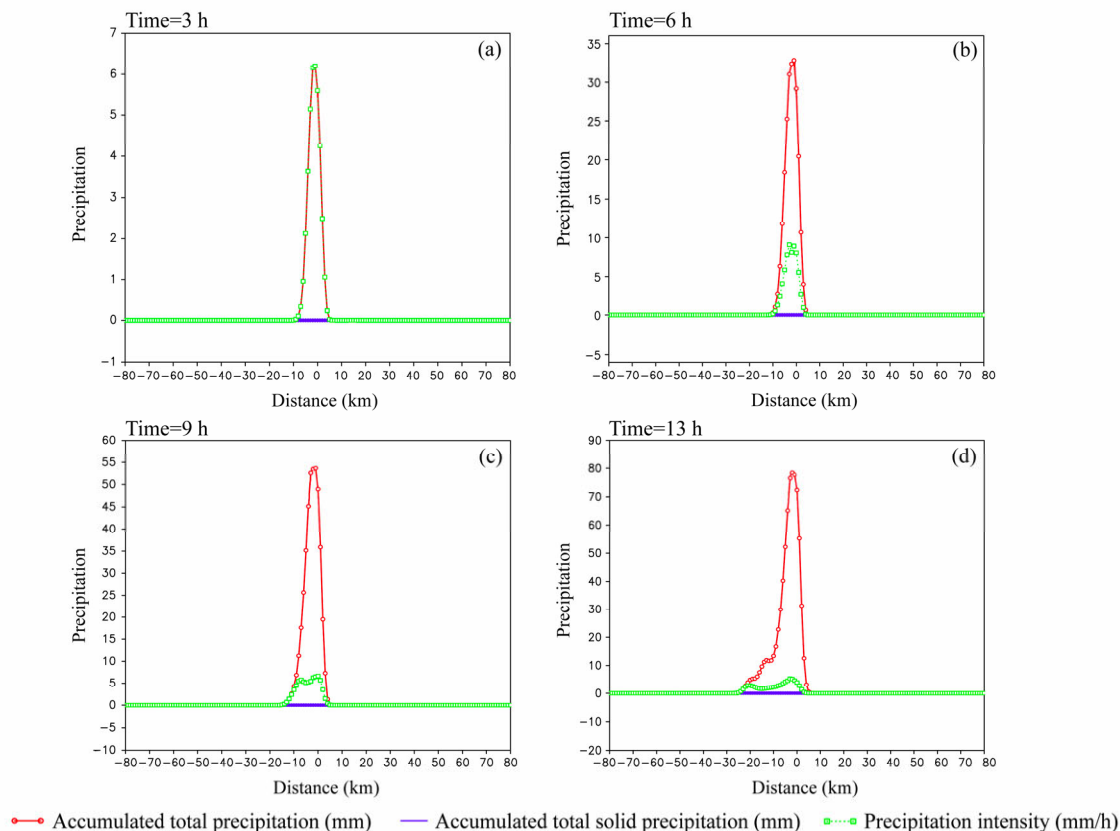 Time=3 h
(a)
7
6
5
4
3
2
1
0
−1
Precipitation
−80−70−60−50−40−30−20−10 0 10 20 30 40 50 60 70 80
Distance (km)
Time=6 h
(b)
35
30
25
20
15
10
5
0
−5
Precipitation
−80−70−60−50−40−30−20−10 0 10 20 30 40 50 60 70 80
Distance (km)
Time=9 h
(c)
60
55
50
45
40
35
30
25
20
15
10
5
0
−5
−10
Precipitation
−80−70−60−50−40−30−20−10 0 10 20 30 40 50 60 70 80
Distance (km)
Time=13 h
(d)
90
80
70
60
50
40
30
20
10
0
−10
−20
Precipitation
−80−70−60−50−40−30−20−10 0 10 20 30 40 50 60 70 80
Distance (km)
Accumulated total precipitation (mm) Accumulated total solid precipitation (mm) Precipitation intensity (mm/h)